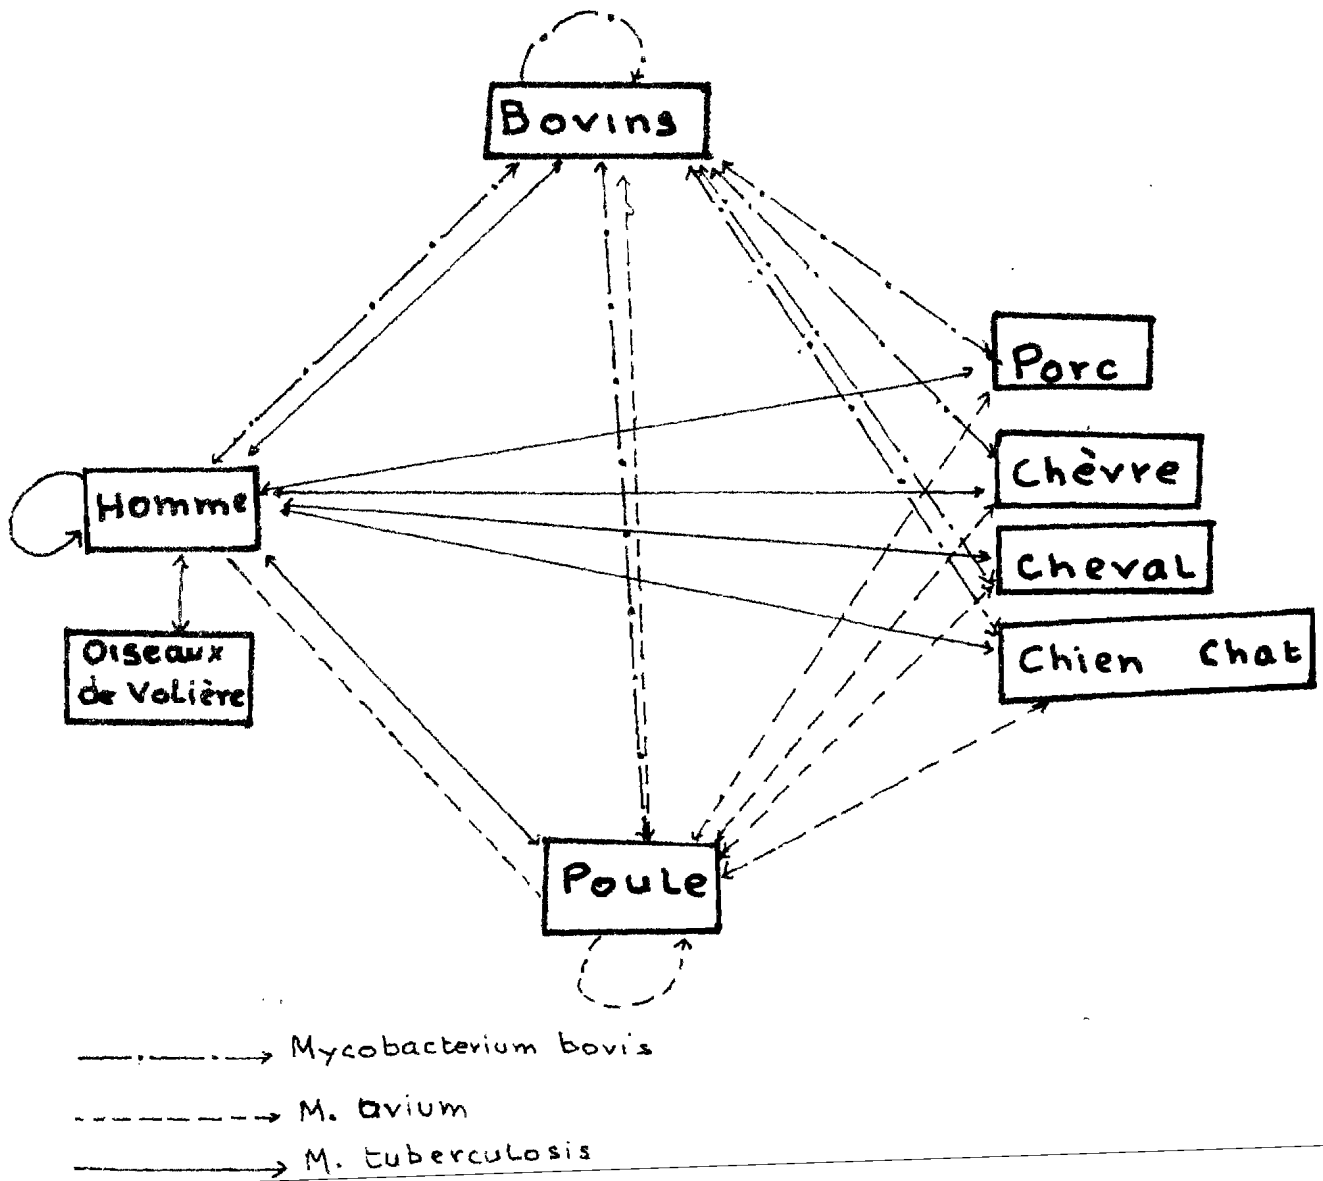 Bovins
Porc
Chèvre
Homme
Cheval
Oiseaux
de Volière
Chien Chat
Poule
Mycobacterium bovis
M. avium
M. tuberculosis